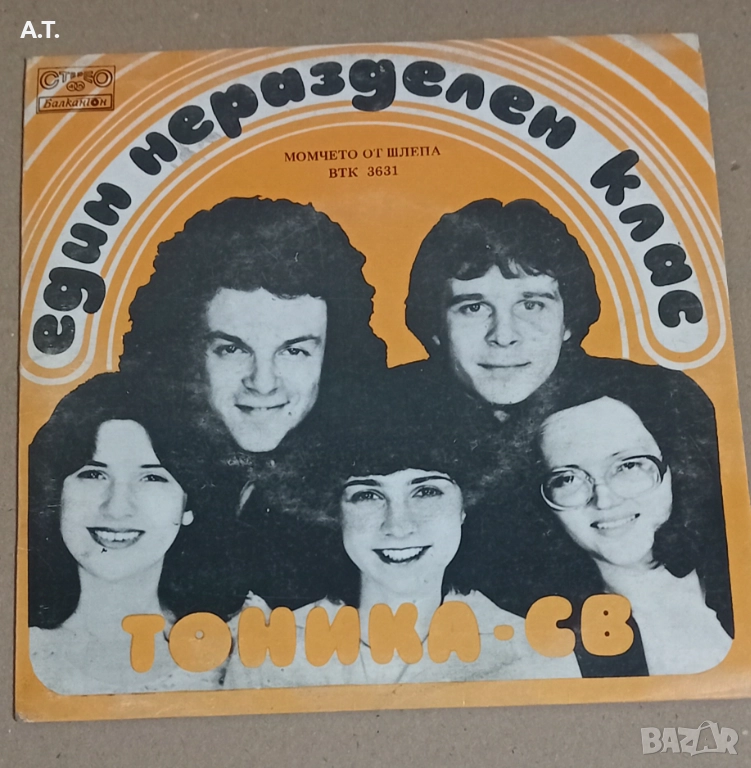 А.Т.
СТЕРЕО
Балкантон
един неразделен клас
МОМЧЕТО ОТ ШЛЕПА
ВТК 3631
ТОНИКА-СВ
BAZAR